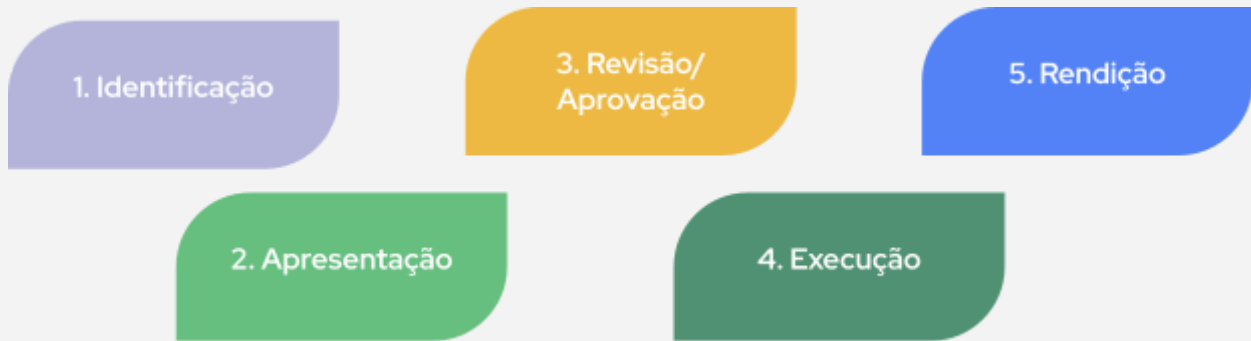 1. Identificação
2. Apresentação
3. Revisão/
Aprovação
4. Execução
5. Rendição